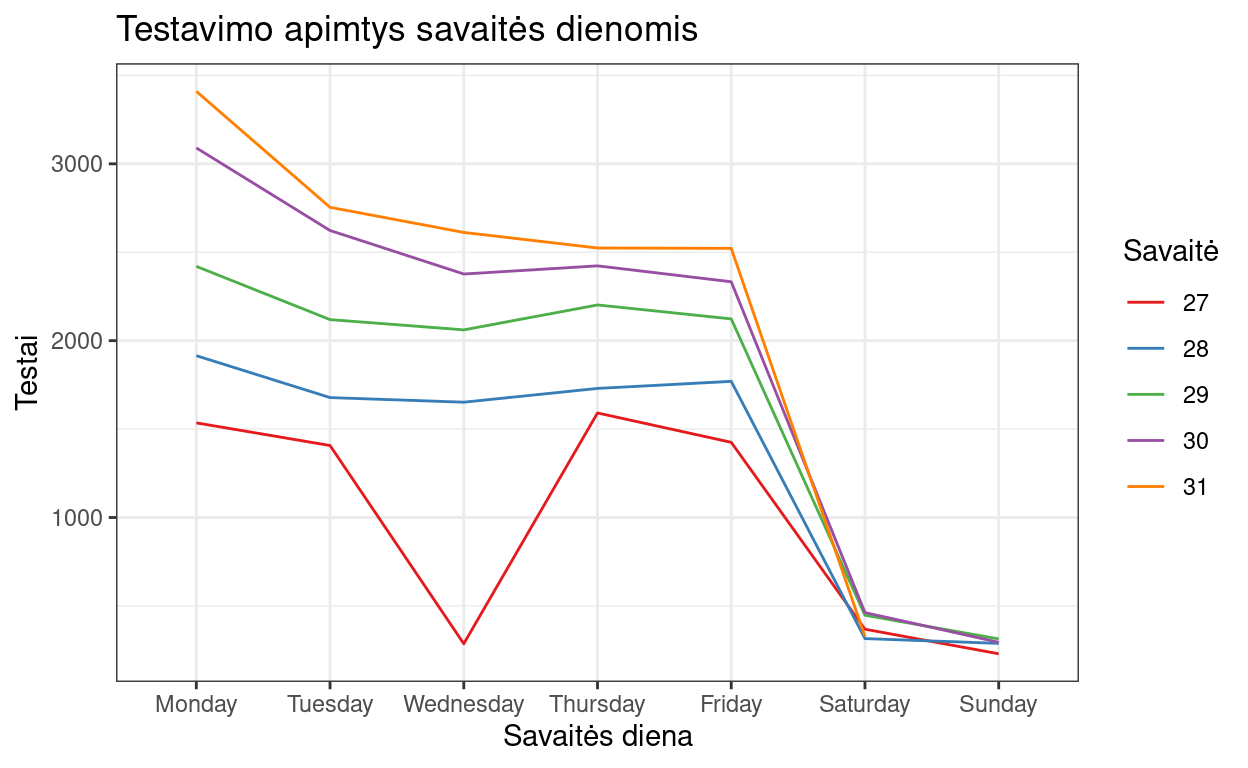 Testavimo apimtys savaitės dienomis
Testai
3000
2000
1000
Monday Tuesday Wednesday Thursday Friday Saturday Sunday
Savaitės diena
Savaitė
27
28
29
30
31